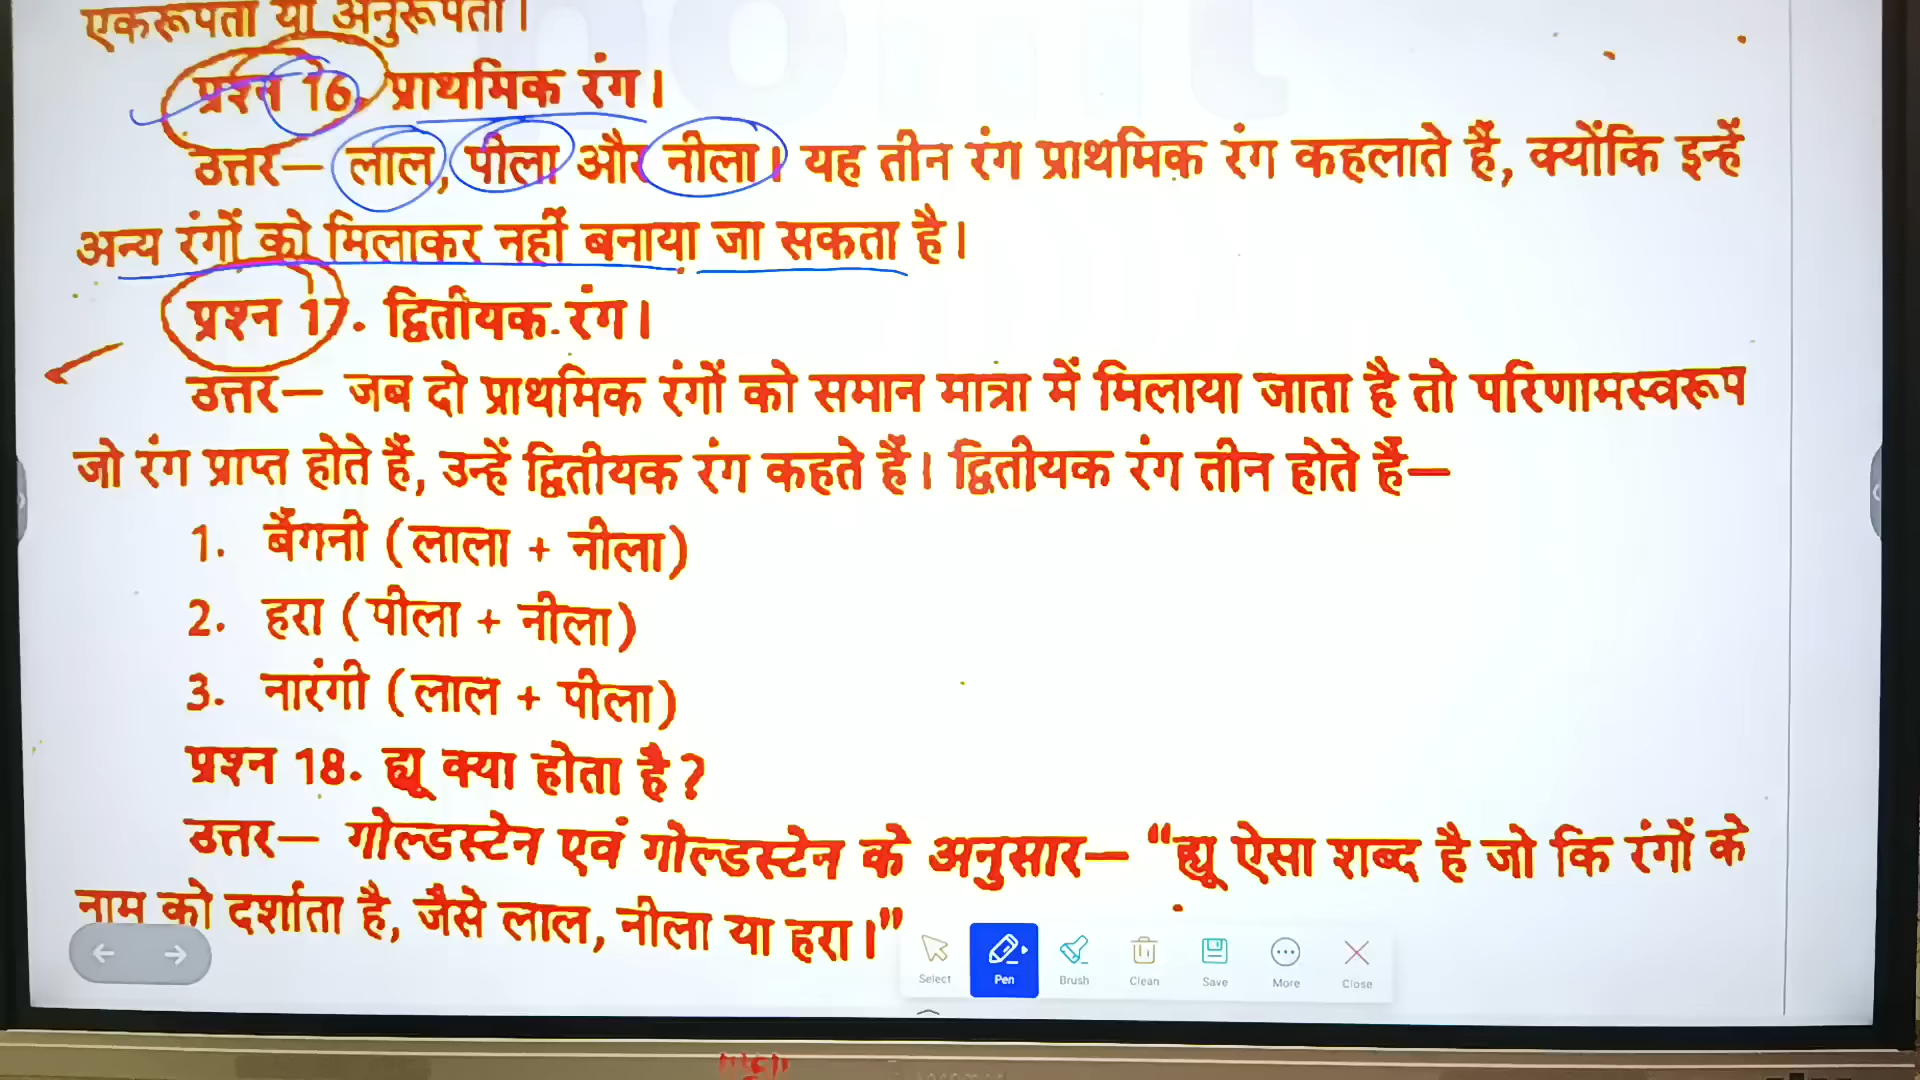 एकरूपता या अनुरूपता।
प्रश्न 16. प्राथमिक रंग।
उत्तर— लाल, पीला और नीला। यह तीन रंग प्राथमिक रंग कहलाते हैं, क्योंकि इन्हें
अन्य रंगों को मिलाकर नहीं बनाया जा सकता है।
प्रश्न 17. द्वितीयक रंग।
उत्तर— जब दो प्राथमिक रंगों को समान मात्रा में मिलाया जाता है तो परिणामस्वरूप
जो रंग प्राप्त होते हैं, उन्हें द्वितीयक रंग कहते हैं। द्वितीयक रंग तीन होते हैं—
1. बैंगनी (लाला + नीला)
2. हरा (पीला + नीला)
3. नारंगी (लाल + पीला)
प्रश्न 18. ह्यू क्या होता है?
उत्तर— गोल्डस्टेन एवं गोल्डस्टेन के अनुसार— “ह्यू ऐसा शब्द है जो कि रंगों के
नाम को दर्शाता है, जैसे लाल, नीला या हरा।”
Select Pen Brush Clean Save More Close